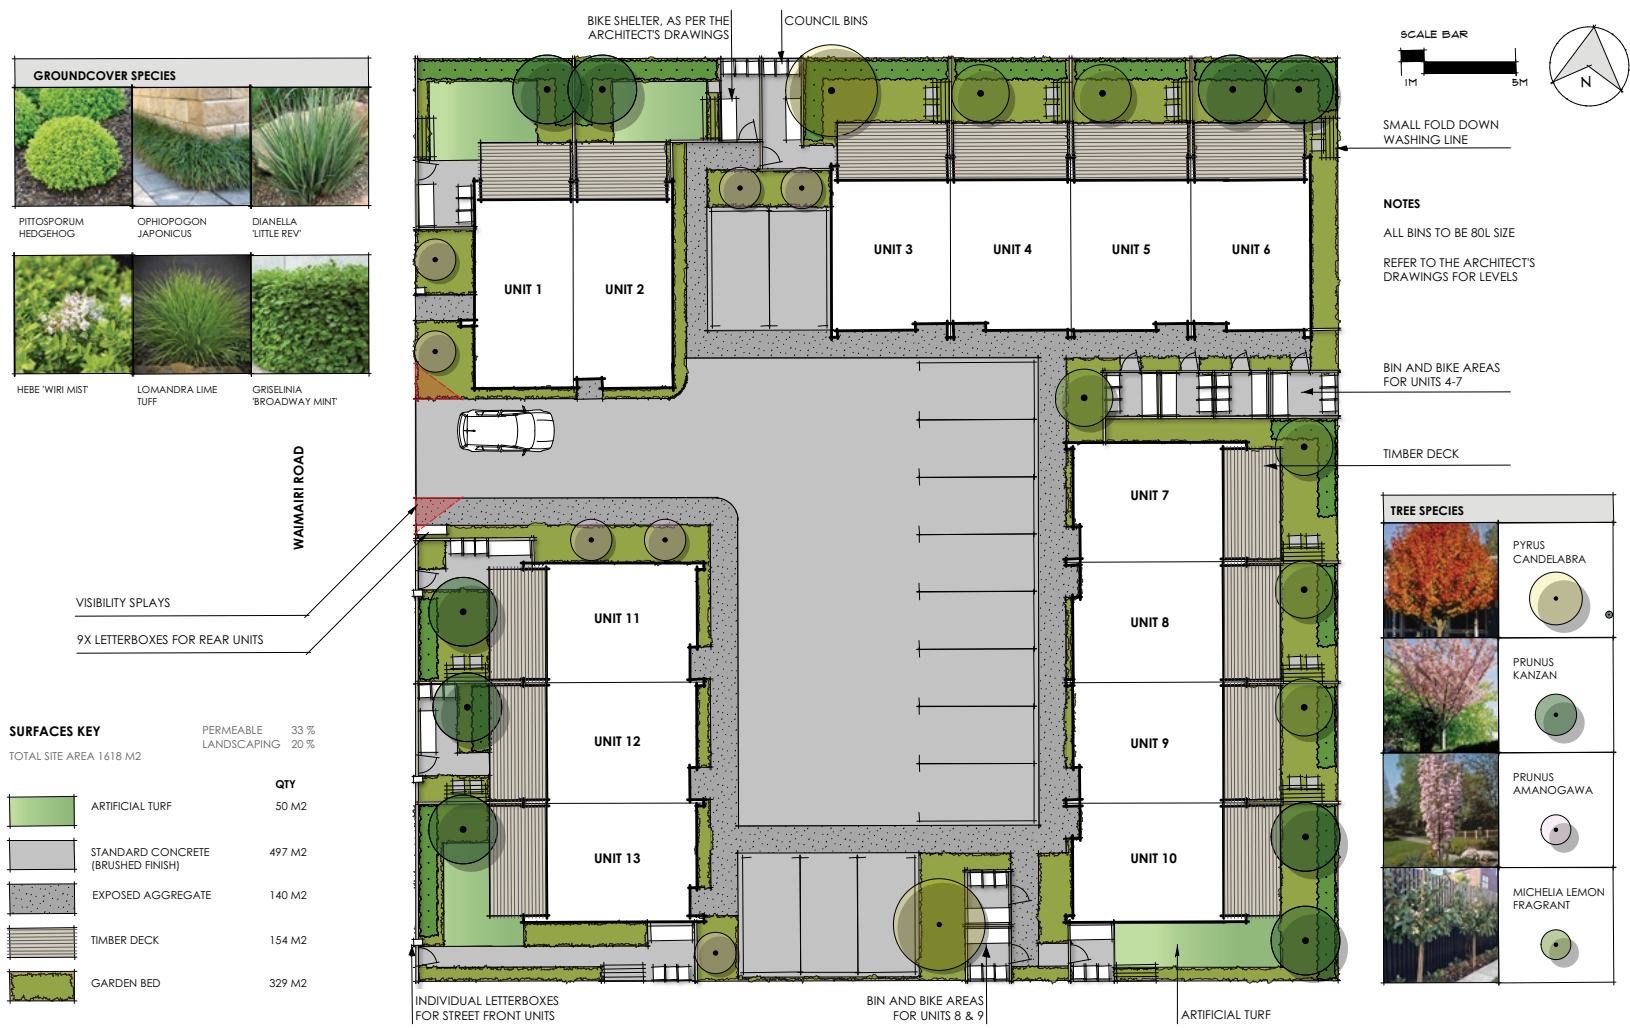 BIKE SHELTER, AS PER THE
ARCHITECT'S DRAWINGS
COUNCIL BINS
SCALE BAR
1M
5M
N
GROUNDCOVER SPECIES
PITTOSPORUM
HEDGEHOG
OPHIOPOGON
JAPONICUS
DIANELLA
'LITTLE REV'
HEBE 'WIRI MIST'
LOMANDRA LIME
TUFF
GRISELINIA
'BROADWAY MINT'
SMALL FOLD DOWN
WASHING LINE
NOTES
ALL BINS TO BE 80L SIZE
REFER TO THE ARCHITECT'S
DRAWINGS FOR LEVELS
UNIT 1
UNIT 2
UNIT 3
UNIT 4
UNIT 5
UNIT 6
BIN AND BIKE AREAS
FOR UNITS 4-7
TIMBER DECK
WAIMAIRI ROAD
VISIBILITY SPLAYS
9X LETTERBOXES FOR REAR UNITS
UNIT 7
UNIT 8
UNIT 9
UNIT 10
UNIT 11
UNIT 12
UNIT 13
TREE SPECIES
PYRUS
CANDELABRA
PRUNUS
KANZAN
PRUNUS
AMANOGAWA
MICHELIA LEMON
FRAGRANT
SURFACES KEY
TOTAL SITE AREA 1618 M2
PERMEABLE 33 %
LANDSCAPING 20 %
QTY
ARTIFICIAL TURF 50 M2
STANDARD CONCRETE 497 M2
(BRUSHED FINISH)
EXPOSED AGGREGATE 140 M2
TIMBER DECK 154 M2
GARDEN BED 329 M2
INDIVIDUAL LETTERBOXES
FOR STREET FRONT UNITS
BIN AND BIKE AREAS
FOR UNITS 8 & 9
ARTIFICIAL TURF